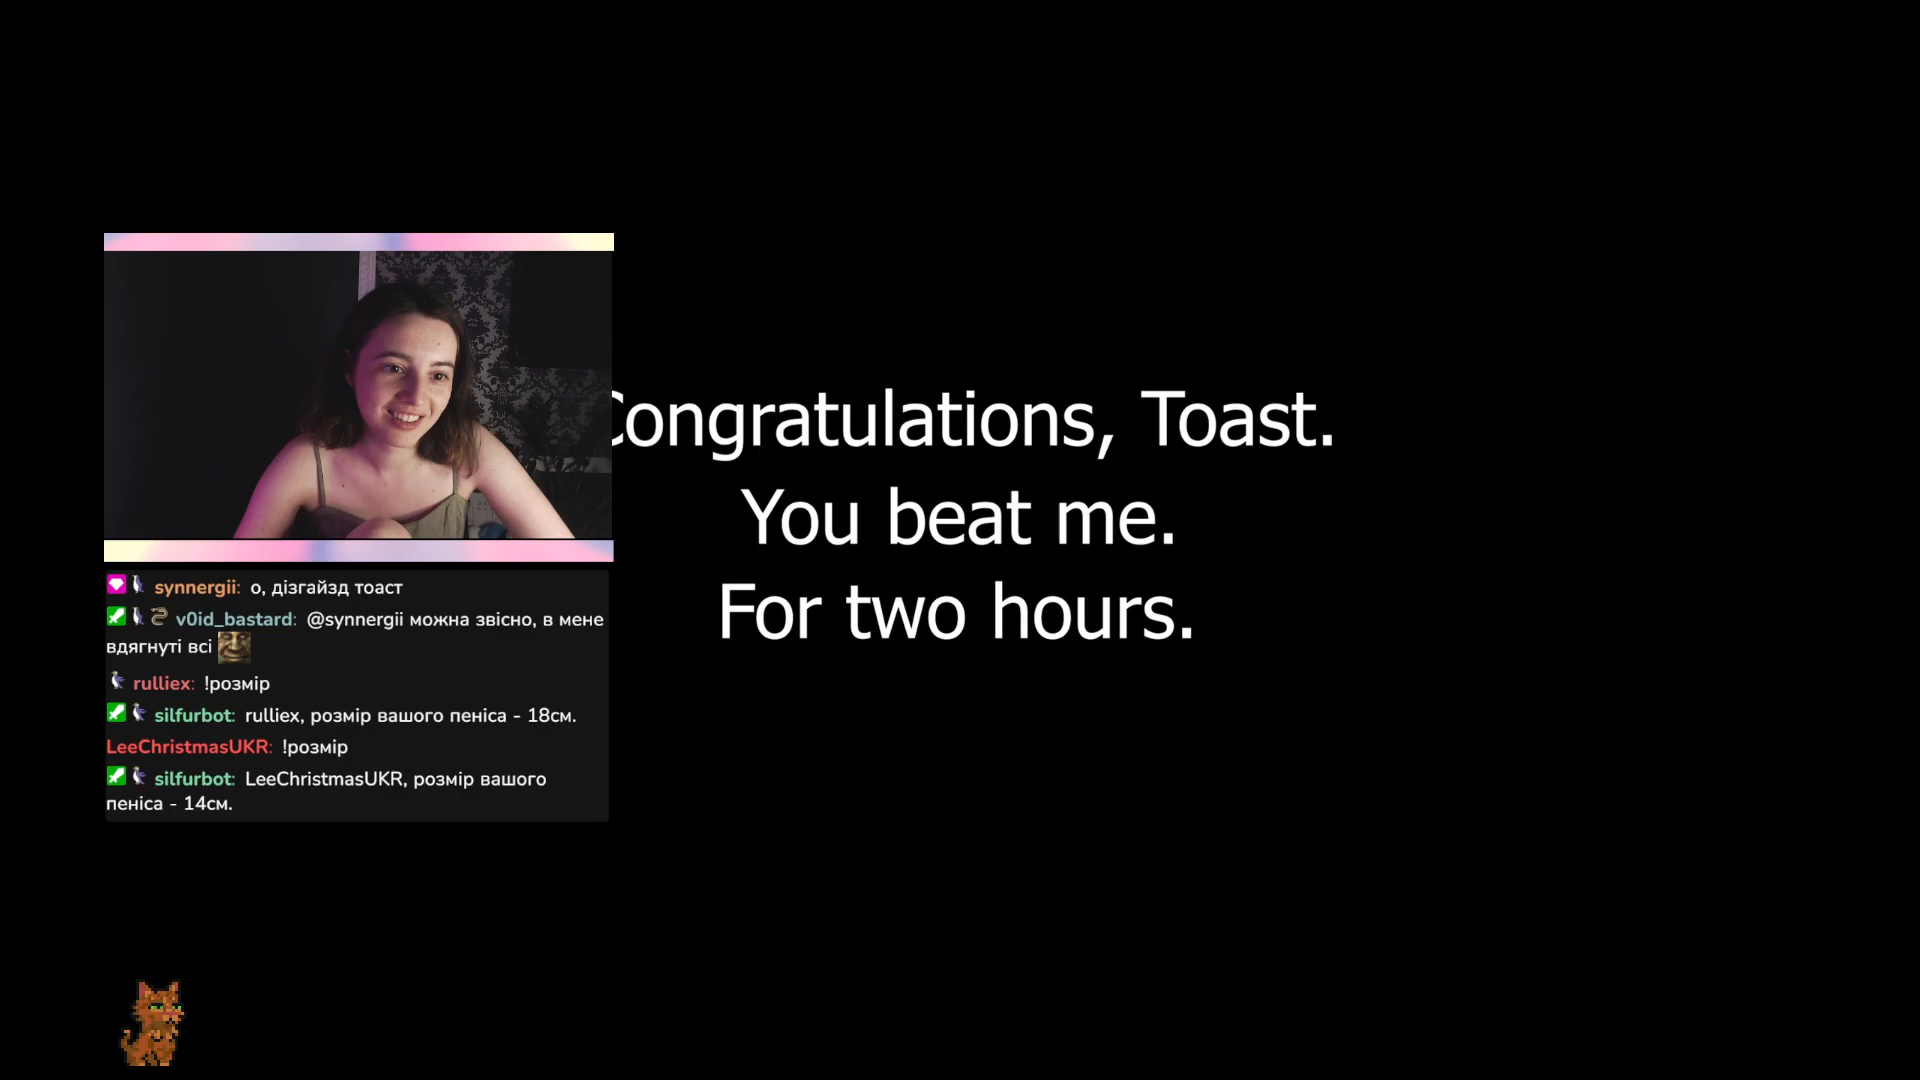 Congratulations, Toast.
You beat me.
For two hours.
synnergii: о, дізгайзд тоаст
v0id_bastard: @synnergii можна звісно, в мене
вдягнуті всі
rulliex: !розмір
silfurbot: rulliex, розмір вашого пеніса - 18см.
LeeChristmasUKR: !розмір
silfurbot: LeeChristmasUKR, розмір вашого
пеніса - 14см.